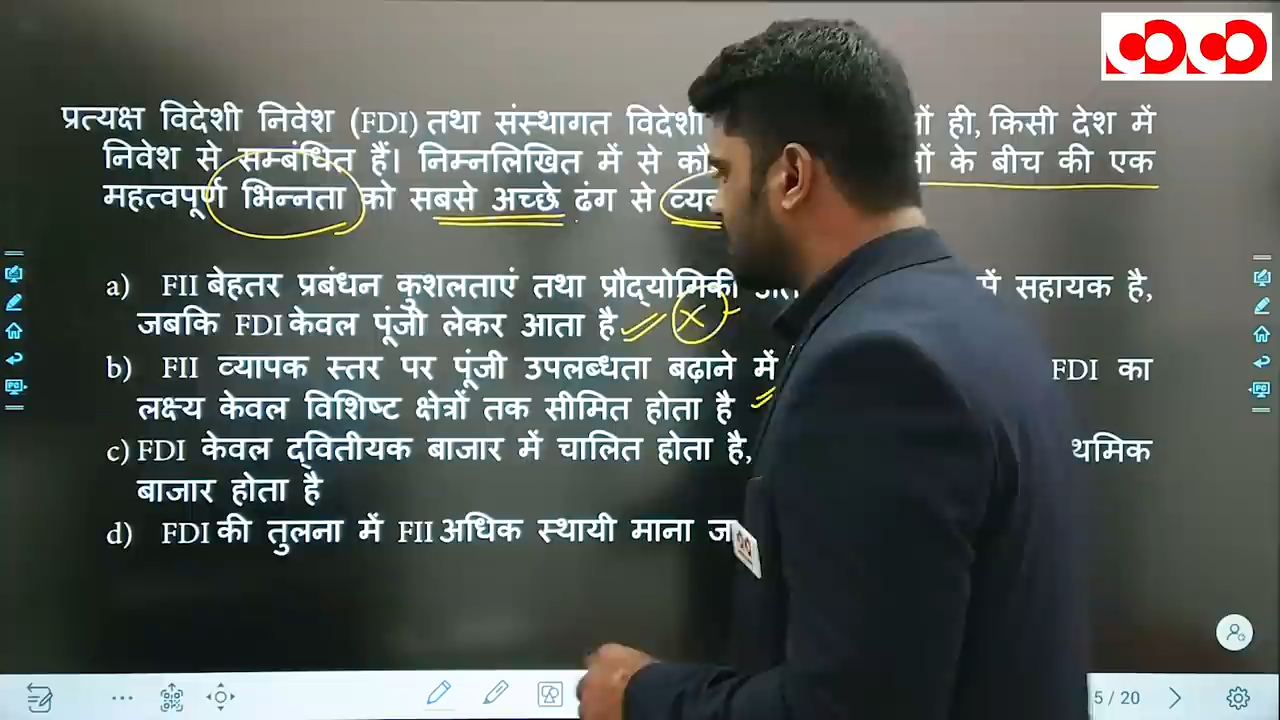 प्रत्यक्ष विदेशी निवेश (FDI) तथा संस्थागत विदेशी ही, किसी देश में
निवेश से सम्बंधित हैं। निम्नलिखित में से के बीच की एक
महत्वपूर्ण भिन्नता को सबसे अच्छे ढंग से
a) FII बेहतर प्रबंधन कुशलताएं तथा प्रौद्योगिकी में सहायक है,
जबकि FDI केवल पूंजी लेकर आता है
b) FII व्यापक स्तर पर पूंजी उपलब्धता बढ़ाने में FDI का
लक्ष्य केवल विशिष्ट क्षेत्रों तक सीमित होता है
c) FDI केवल द्वितीयक बाजार में चालित होता है,
बाजार होता है
d) FDI की तुलना में FII अधिक स्थायी माना
5 / 20